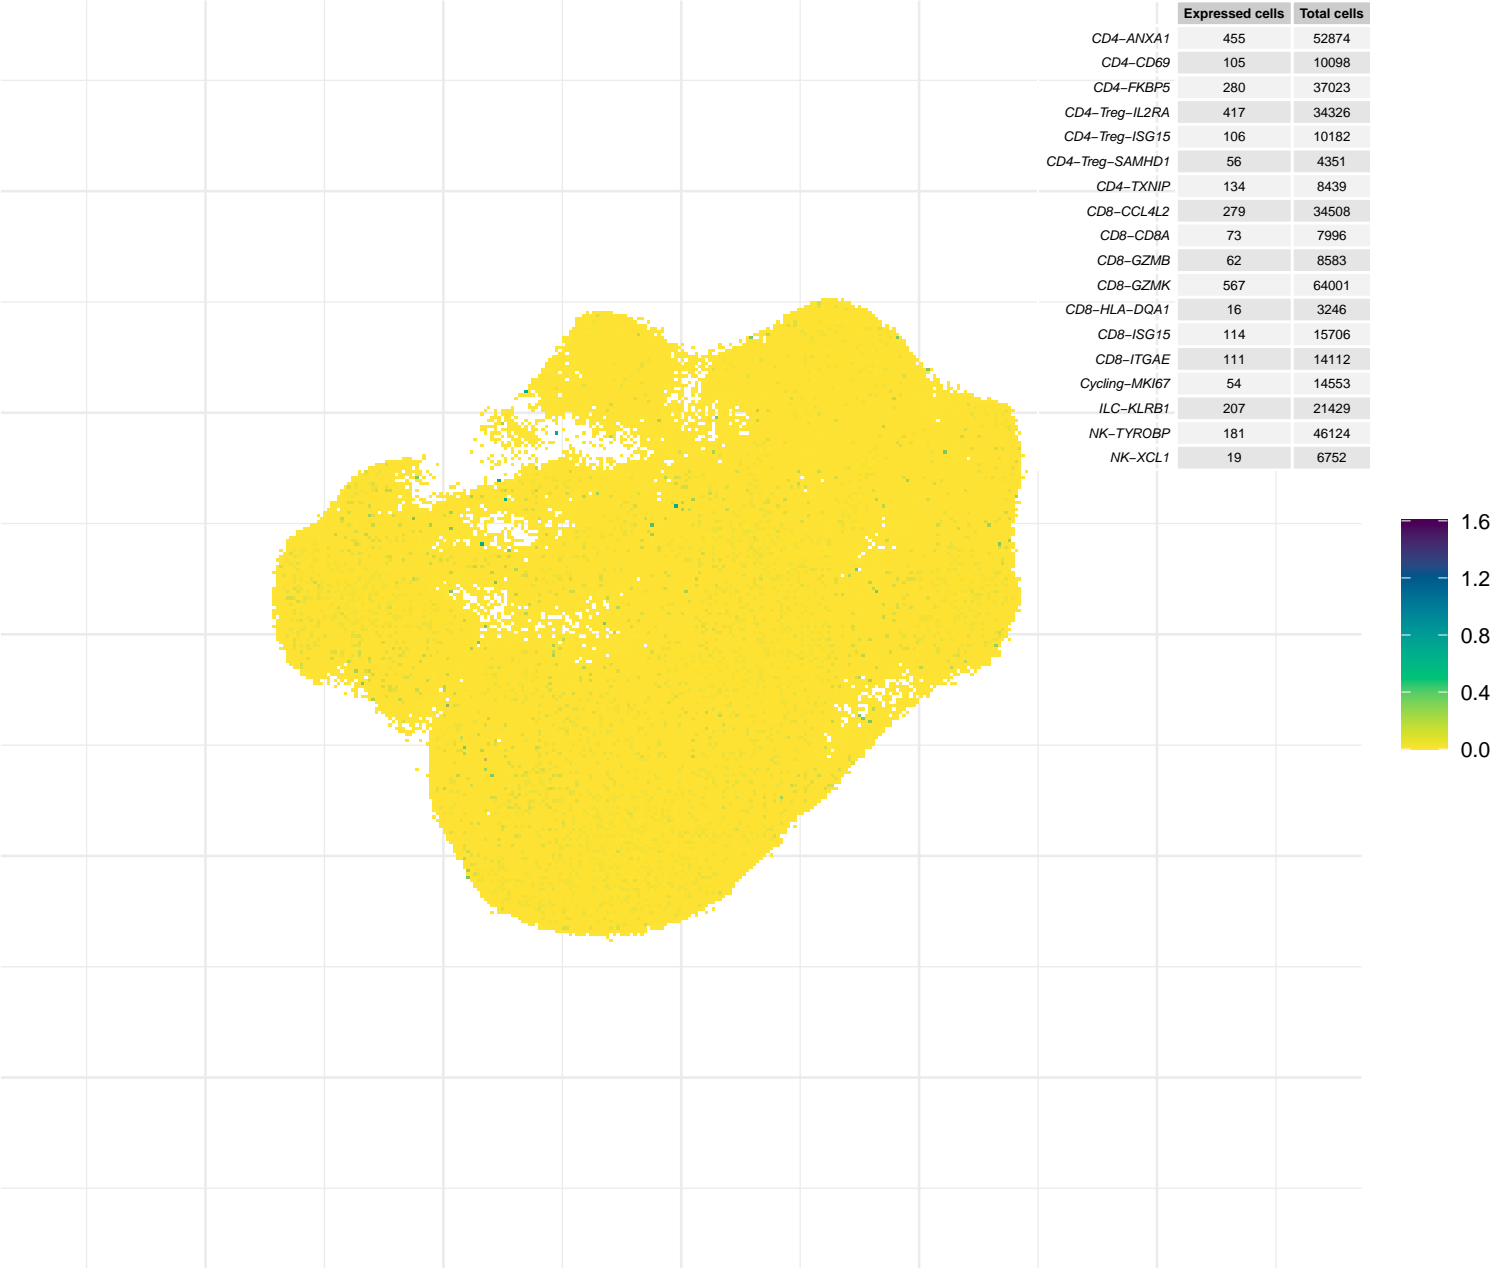 Expressed cells Total cells
CD4−ANXA1 455 52874
CD4−CD69 105 10098
CD4−FKBP5 280 37023
CD4−Treg−IL2RA 417 34326
CD4−Treg−ISG15 106 10182
CD4−Treg−SAMHD1 56 4351
CD4−TXNIP 134 8439
CD8−CCL4L2 279 34508
CD8−CD8A 73 7996
CD8−GZMB 62 8583
CD8−GZMK 567 64001
CD8−HLA−DQA1 16 3246
CD8−ISG15 114 15706
CD8−ITGAE 111 14112
Cycling−MKI67 54 14553
ILC−KLRB1 207 21429
NK−TYROBP 181 46124
NK−XCL1 19 6752
1.6
1.2
0.8
0.4
0.0